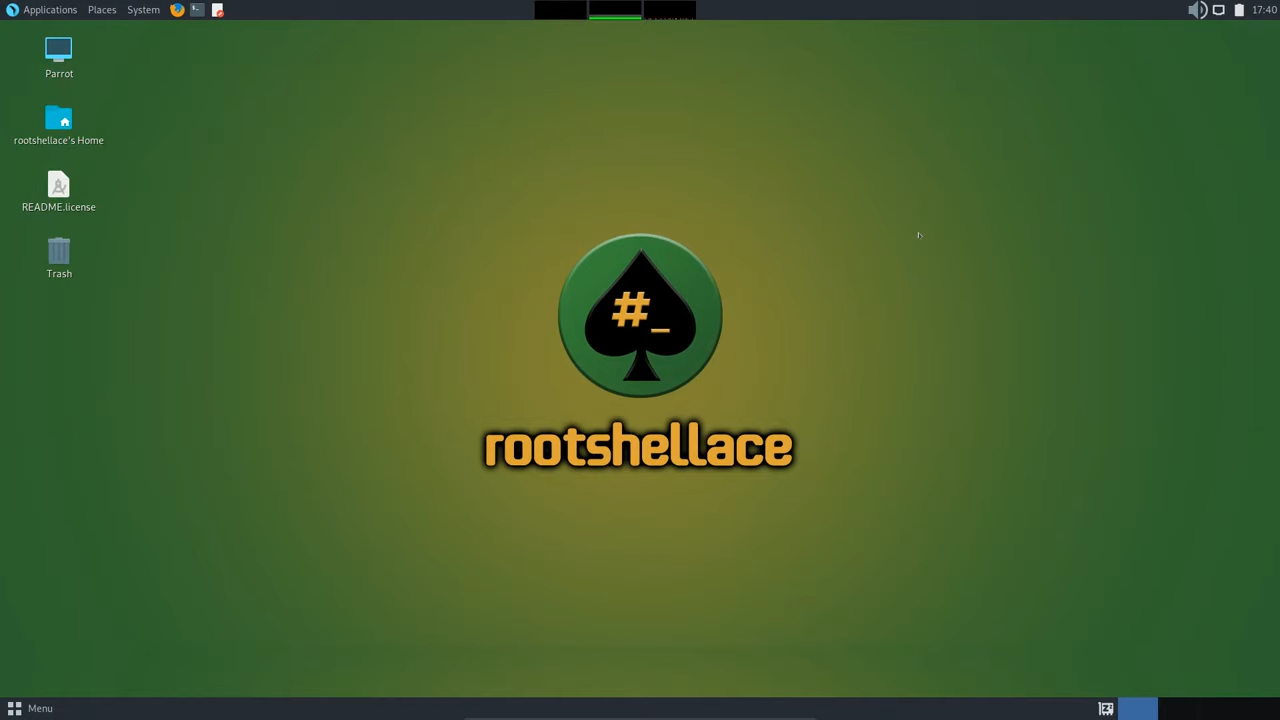 Applications Places System
17:40
Parrot
rootshellace's Home
README.license
Trash
#_
rootshellace
Menu